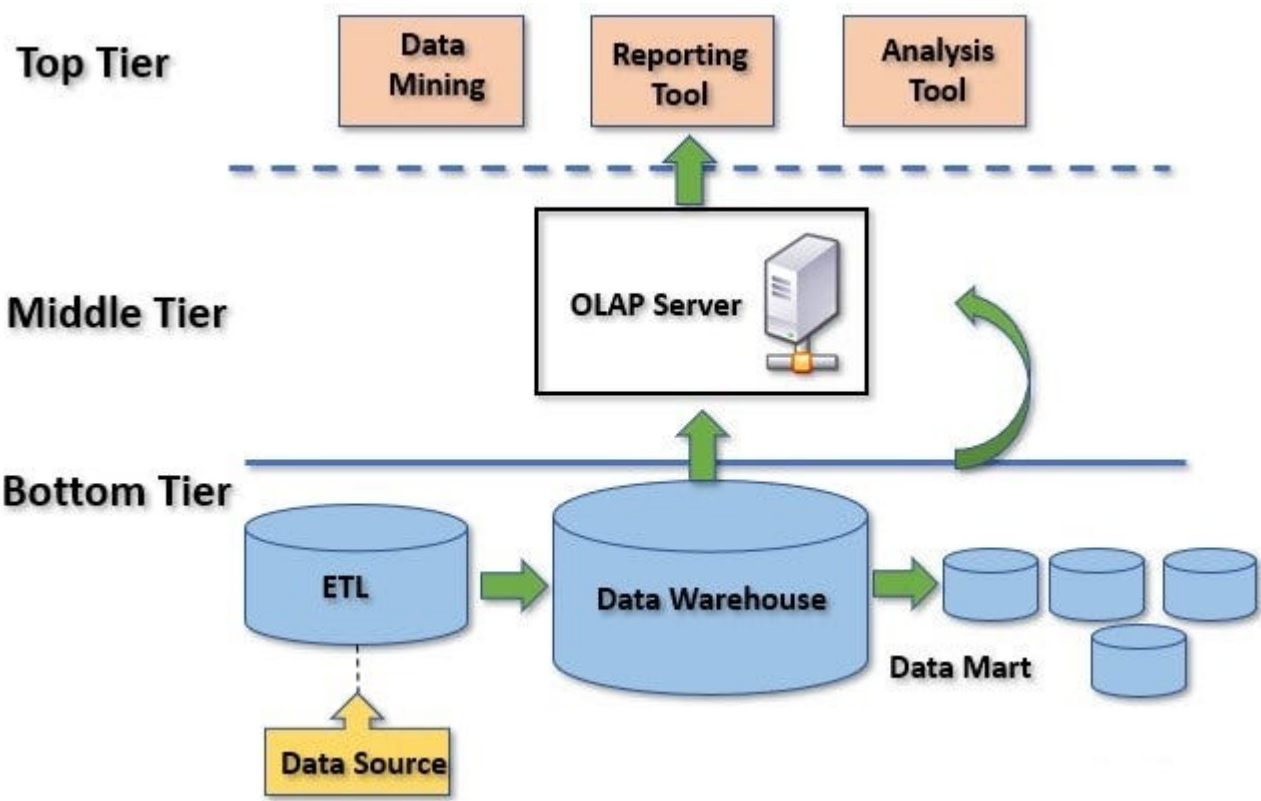 Top Tier
Data
Mining
Reporting
Tool
Analysis
Tool
Middle Tier
OLAP Server
Bottom Tier
ETL
Data Warehouse
Data Mart
Data Source